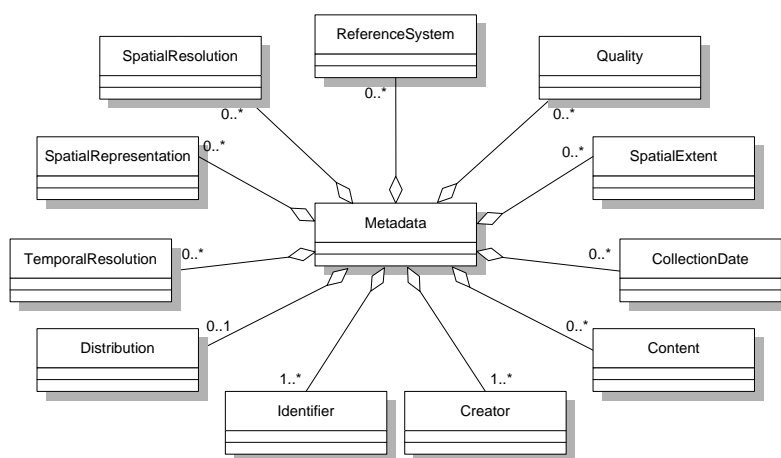 ReferenceSystem
SpatialResolution
Quality
0..*
0..*
0..*
SpatialRepresentation
0..*
0..*
SpatialExtent
Metadata
TemporalResolution
0..*
0..*
CollectionDate
Distribution
0..1
0..*
Content
1..*
1..*
Identifier
Creator